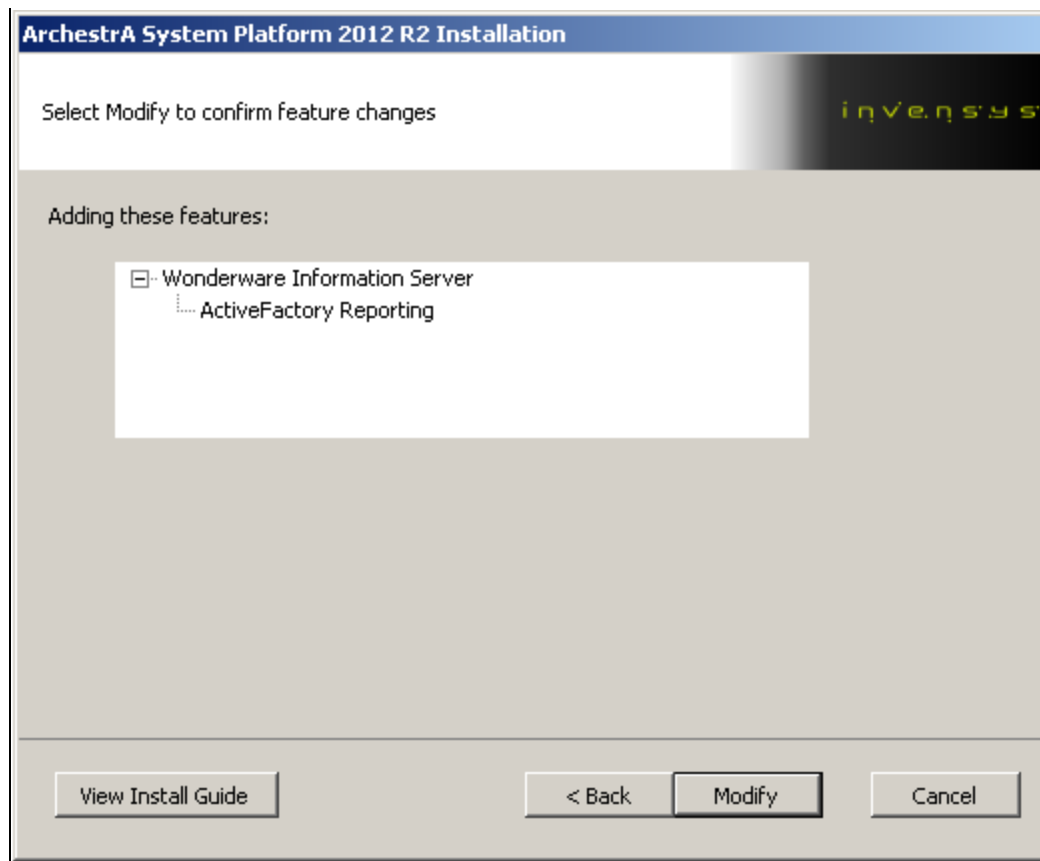 ArchestrA System Platform 2012 R2 Installation
Select Modify to confirm feature changes
invensys
Adding these features:
Wonderware Information Server
ActiveFactory Reporting
View Install Guide
< Back
Modify
Cancel